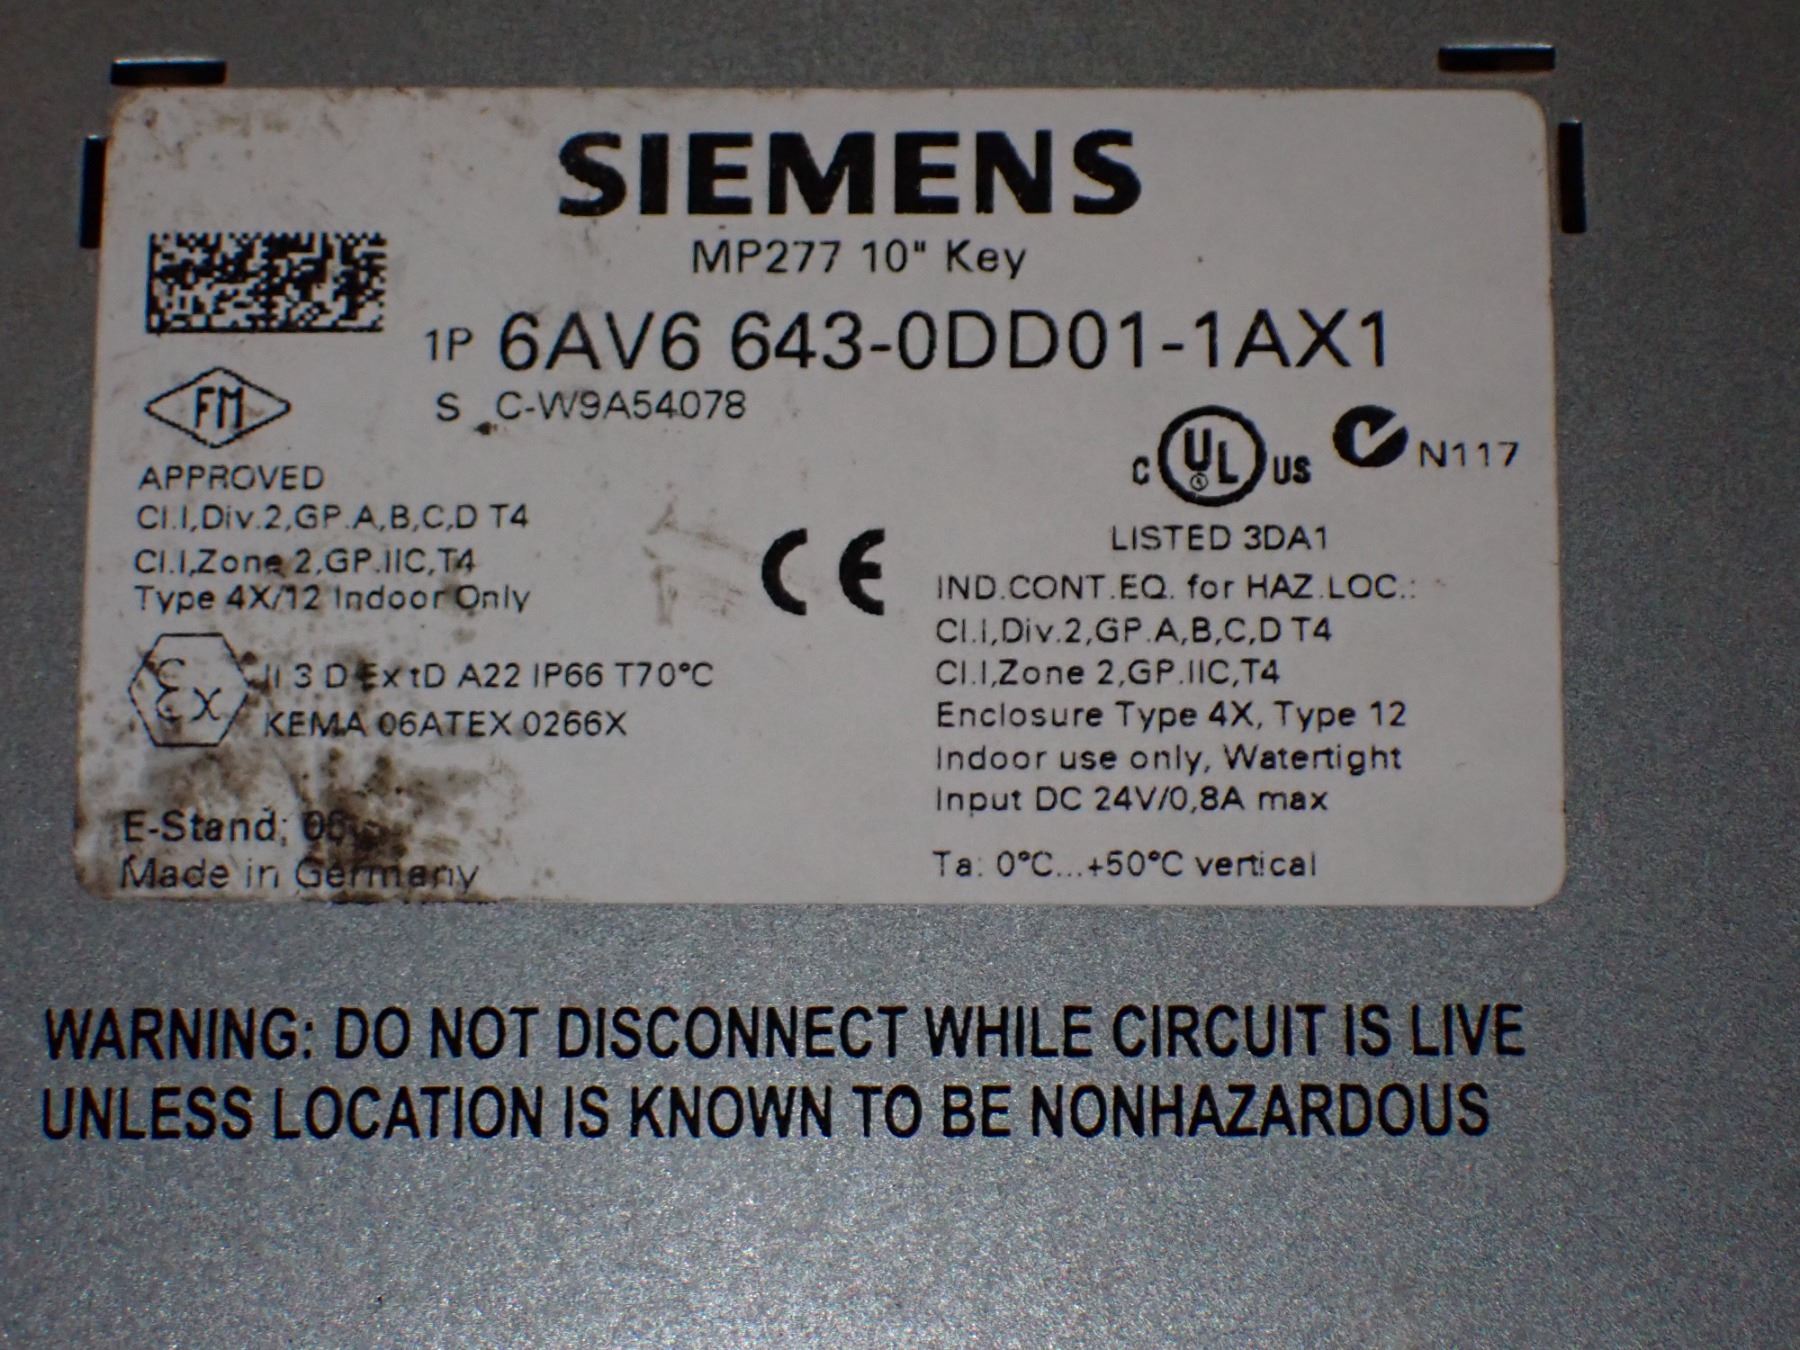 SIEMENS
MP277 10" Key
1P 6AV6 643-0DD01-1AX1
S C-W9A54078
FM
APPROVED
Cl.I,Div.2,GP.A,B,C,D T4
Cl.I,Zone 2,GP.IIC,T4
Type 4X/12 Indoor Only
C UL US N117
LISTED 3DA1
CE
IND.CONT.EQ. for HAZ.LOC.:
Cl.I,Div.2,GP.A,B,C,D T4
Cl.I,Zone 2,GP.IIC,T4
Enclosure Type 4X, Type 12
Indoor use only, Watertight
Input DC 24V/0,8A max
Ta: 0°C...+50°C vertical
εx II 3 D Ex tD A22 IP66 T70°C
KEMA 06ATEX 0266X
E-Stand:
Made in Germany
WARNING: DO NOT DISCONNECT WHILE CIRCUIT IS LIVE
UNLESS LOCATION IS KNOWN TO BE NONHAZARDOUS